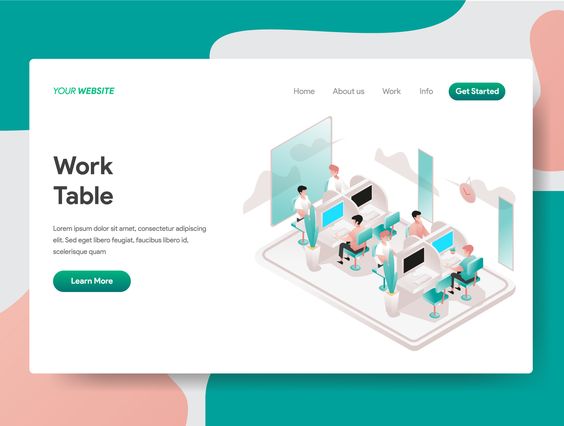 YOUR WEBSITE
Home
About us
Work
Info
Get Started
Work
Table
Lorem ipsum dolor sit amet, consectetur adipiscing
elit. Sed eget libero feugiat, faucibus libero id,
scelerisque quam
Learn More